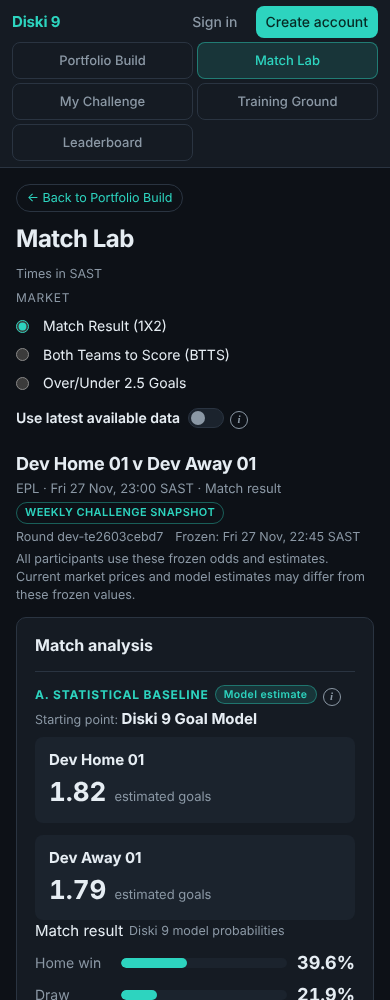 Diski 9
Sign in
Create account
Portfolio Build
Match Lab
My Challenge
Training Ground
Leaderboard
← Back to Portfolio Build
Match Lab
Times in SAST
MARKET
Match Result (1X2)
Both Teams to Score (BTTS)
Over/Under 2.5 Goals
Use latest available data i
Dev Home 01 v Dev Away 01
EPL · Fri 27 Nov, 23:00 SAST · Match result
WEEKLY CHALLENGE SNAPSHOT
Round dev-te2603cebd7 Frozen: Fri 27 Nov, 22:45 SAST
All participants use these frozen odds and estimates.
Current market prices and model estimates may differ from
these frozen values.
Match analysis
A. STATISTICAL BASELINE Model estimate i
Starting point: Diski 9 Goal Model
Dev Home 01
1.82 estimated goals
Dev Away 01
1.79 estimated goals
Match result Diski 9 model probabilities
Home win 39.6%
Draw 21.9%